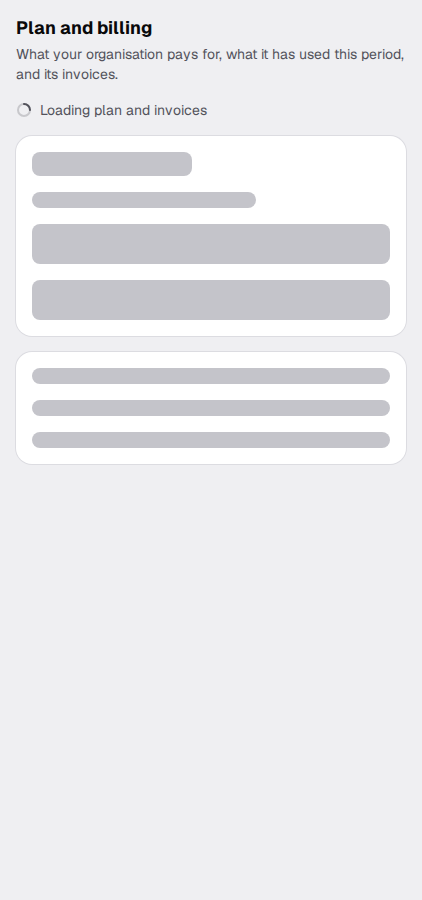 Plan and billing
What your organisation pays for, what it has used this period,
and its invoices.
Loading plan and invoices